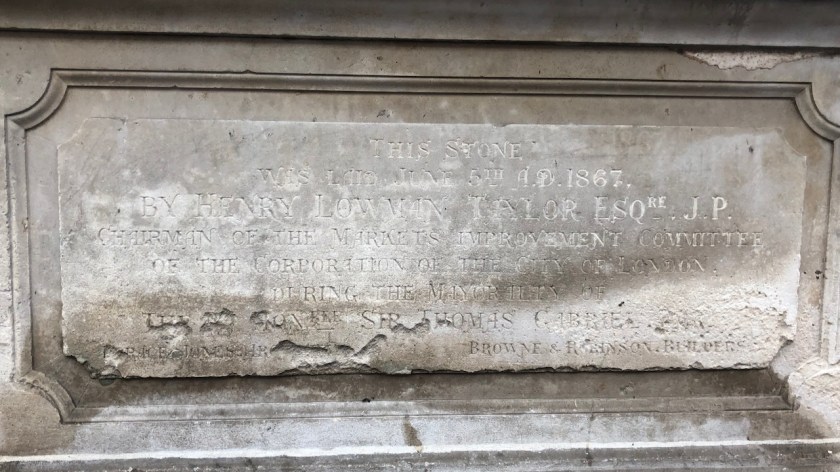 THIS STONE
WAS LAID JUNE 5TH A.D. 1867,
BY HENRY LOWMAN TAYLOR ESQRE. J.P.
CHAIRMAN OF THE MARKETS IMPROVEMENT COMMITTEE
OF THE CORPORATION OF THE CITY OF LONDON,
DURING THE MAYORALTY OF
THE RT HONBLE SIR THOMAS GABRIEL
JONES BROWNE & ROBINSON, BUILDERS